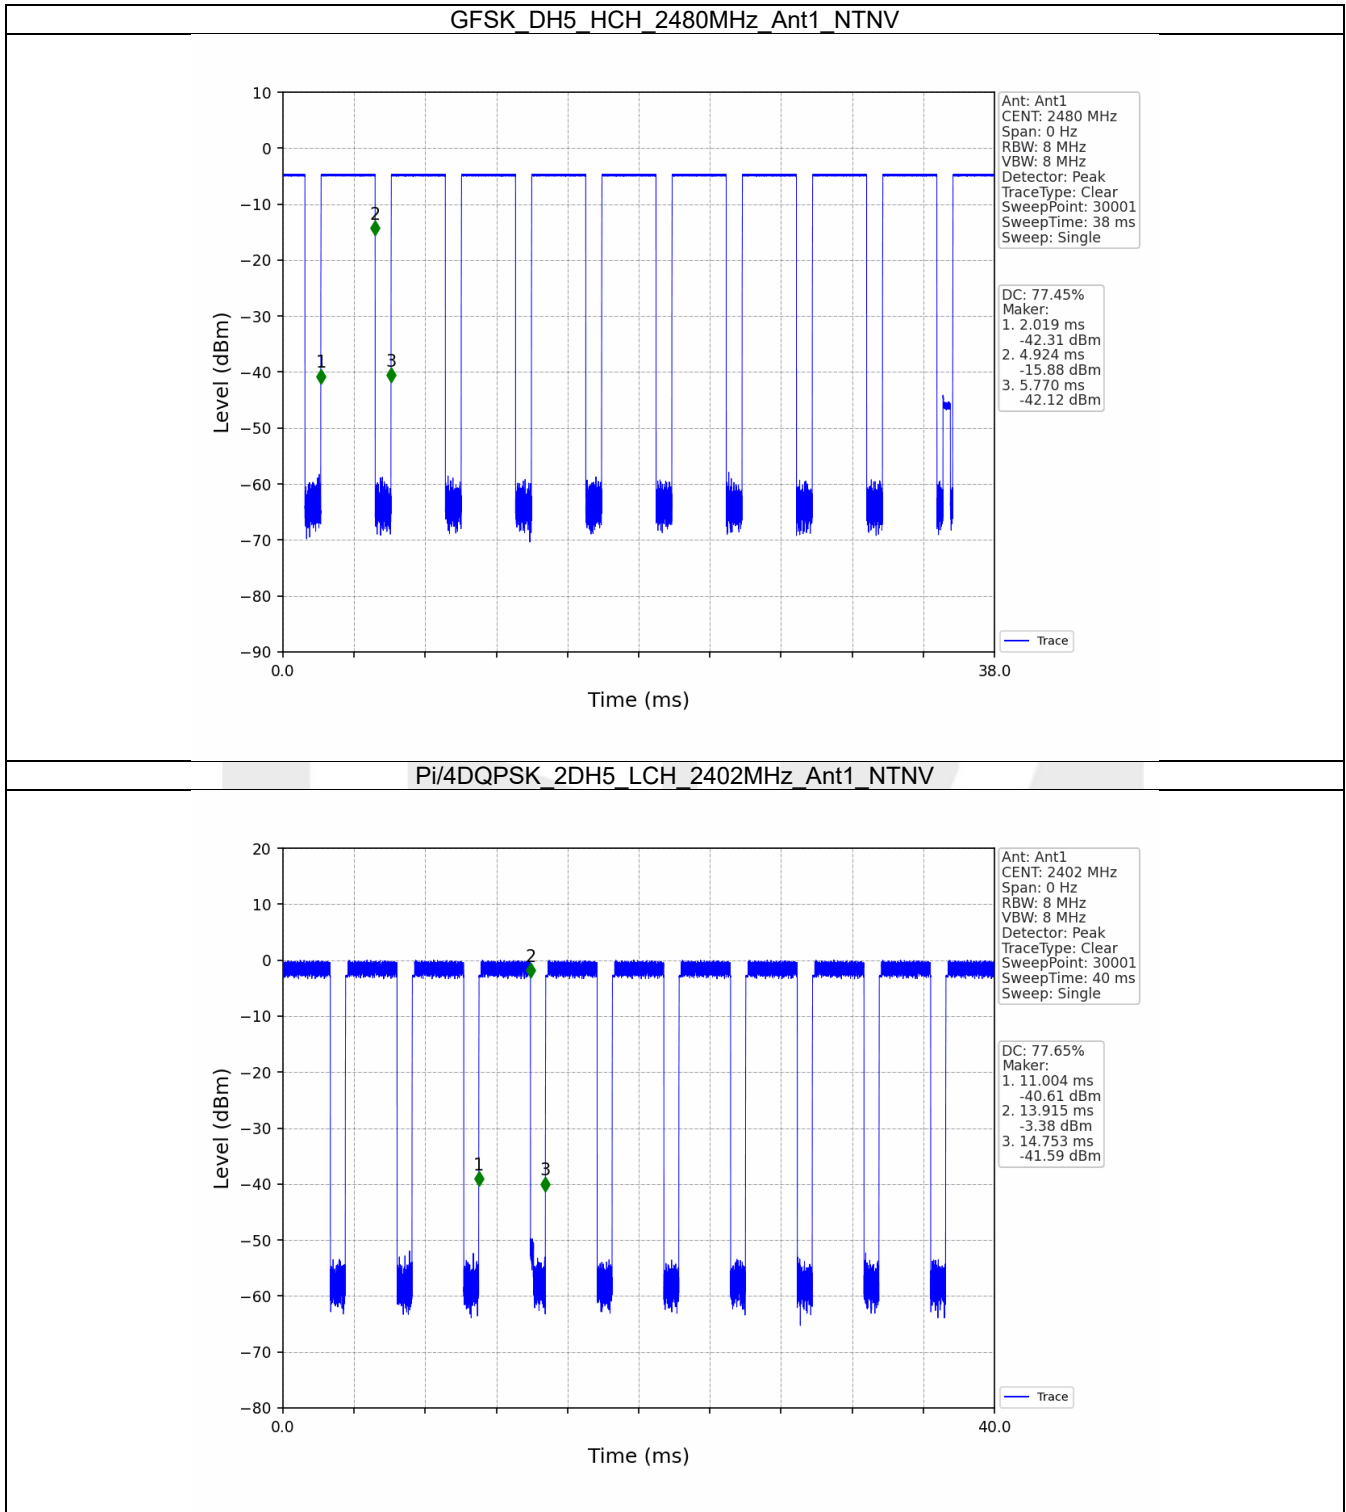 GFSK_DH5_HCH_2480MHz_Ant1_NTNV
10
0
−10
−20
−30
−40
−50
−60
−70
−80
−90
Level (dBm)
1
2
3
0.0
38.0
Time (ms)
Ant: Ant1
CENT: 2480 MHz
Span: 0 Hz
RBW: 8 MHz
VBW: 8 MHz
Detector: Peak
TraceType: Clear
SweepPoint: 30001
SweepTime: 38 ms
Sweep: Single
DC: 77.45%
Maker:
1. 2.019 ms
-42.31 dBm
2. 4.924 ms
-15.88 dBm
3. 5.770 ms
-42.12 dBm
Trace
Pi/4DQPSK_2DH5_LCH_2402MHz_Ant1_NTNV
20
10
0
−10
−20
−30
−40
−50
−60
−70
−80
Level (dBm)
1
2
3
0.0
40.0
Time (ms)
Ant: Ant1
CENT: 2402 MHz
Span: 0 Hz
RBW: 8 MHz
VBW: 8 MHz
Detector: Peak
TraceType: Clear
SweepPoint: 30001
SweepTime: 40 ms
Sweep: Single
DC: 77.65%
Maker:
1. 11.004 ms
-40.61 dBm
2. 13.915 ms
-3.38 dBm
3. 14.753 ms
-41.59 dBm
Trace